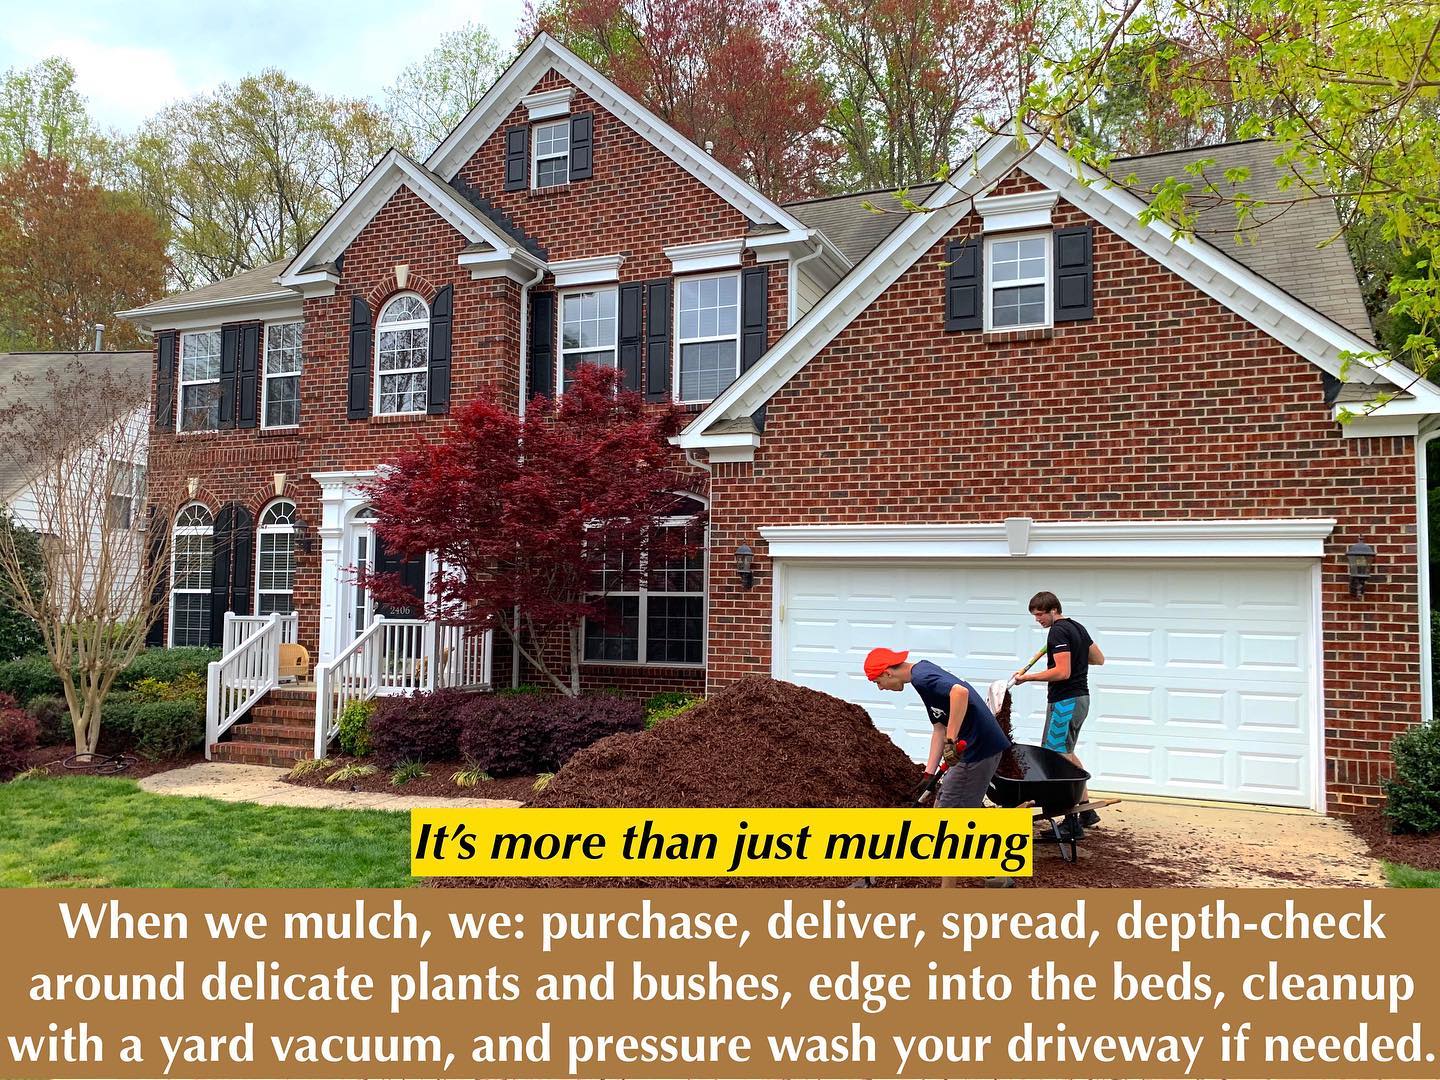 2406
It's more than just mulching
When we mulch, we: purchase, deliver, spread, depth-check
around delicate plants and bushes, edge into the beds, cleanup
with a yard vacuum, and pressure wash your driveway if needed.